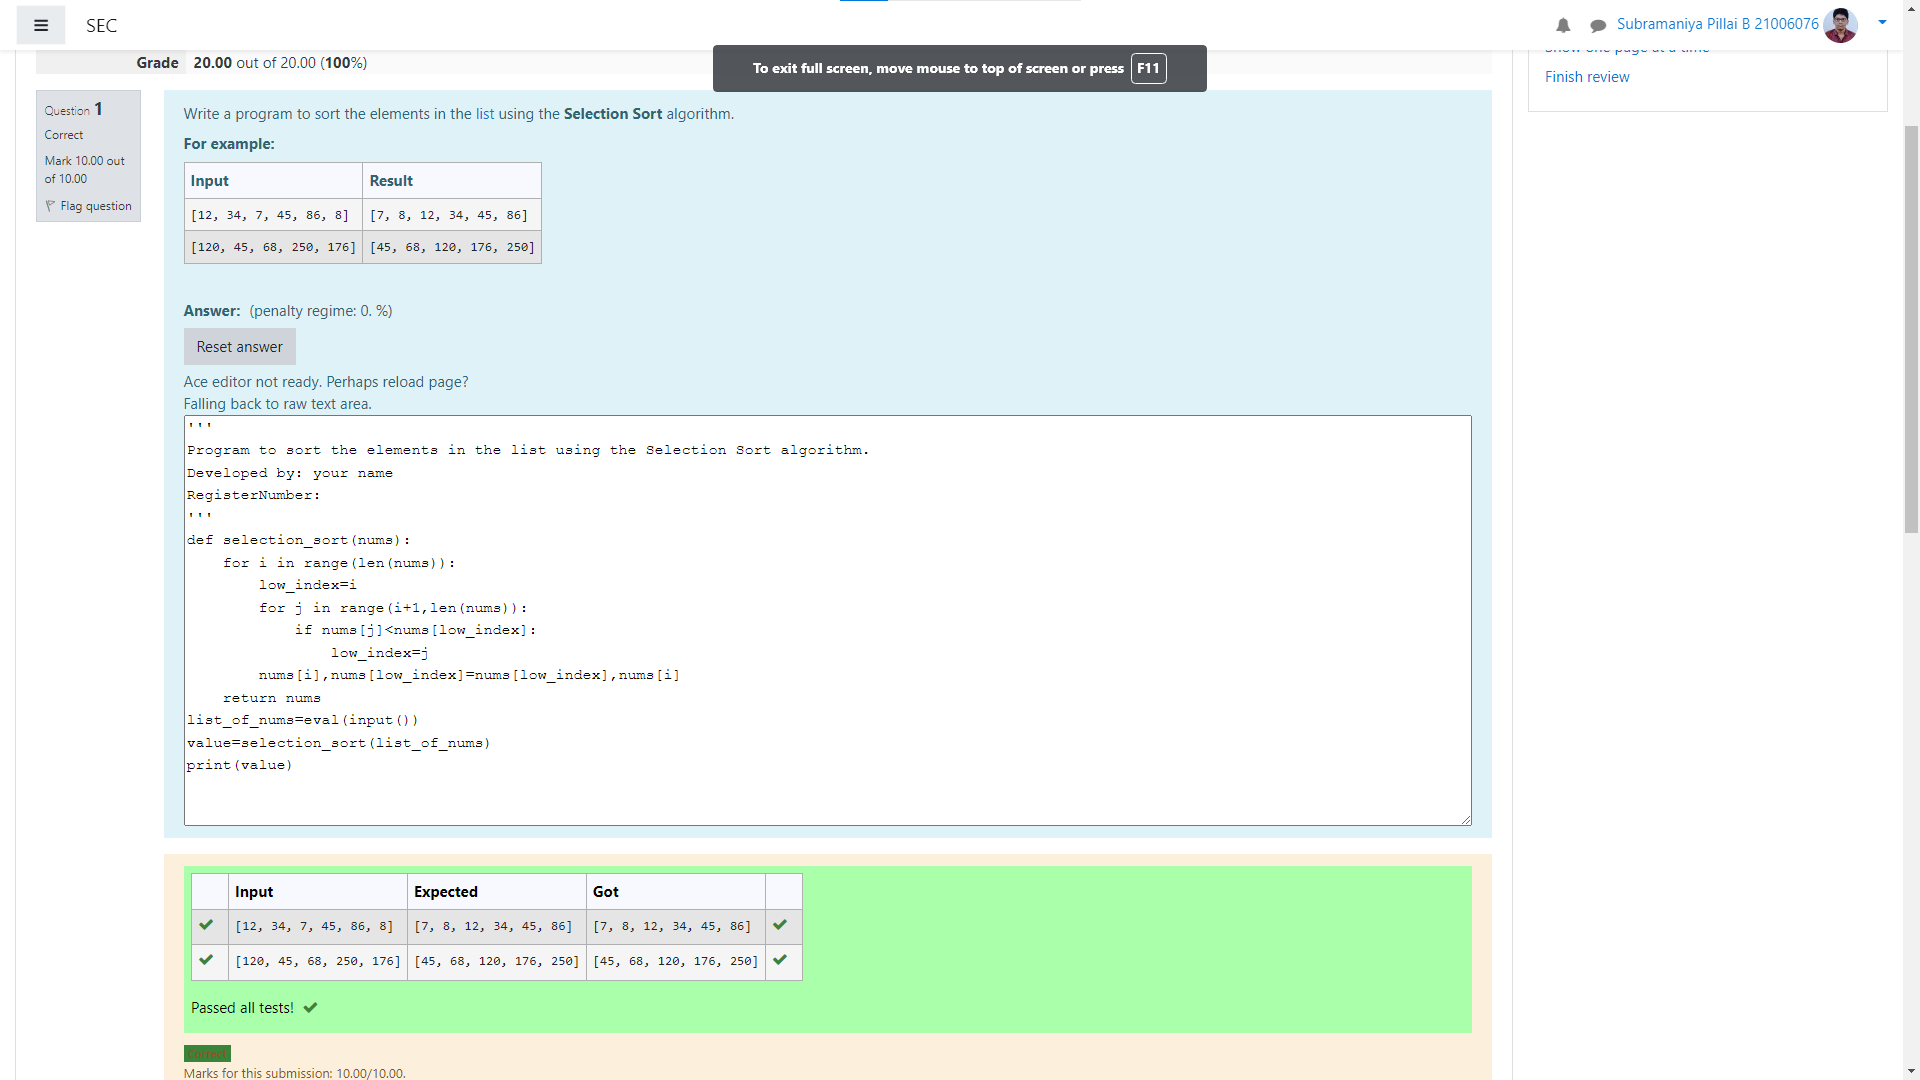 SEC
Subramaniya Pillai B 21006076
Grade 20.00 out of 20.00 (100%)
To exit full screen, move mouse to top of screen or press F11
Show one page at a time
Finish review
Question 1
Correct
Mark 10.00 out
of 10.00
Flag question
Write a program to sort the elements in the list using the Selection Sort algorithm.
For example:
Input Result
[12, 34, 7, 45, 86, 8] [7, 8, 12, 34, 45, 86]
[120, 45, 68, 250, 176] [45, 68, 120, 176, 250]
Answer: (penalty regime: 0. %)
Reset answer
Ace editor not ready. Perhaps reload page?
Falling back to raw text area.
'''
Program to sort the elements in the list using the Selection Sort algorithm.
Developed by: your name
RegisterNumber:
'''
def selection_sort(nums):
    for i in range(len(nums)):
        low_index=i
        for j in range(i+1,len(nums)):
            if nums[j]<nums[low_index]:
                low_index=j
        nums[i],nums[low_index]=nums[low_index],nums[i]
    return nums
list_of_nums=eval(input())
value=selection_sort(list_of_nums)
print(value)
Input Expected Got
[12, 34, 7, 45, 86, 8] [7, 8, 12, 34, 45, 86] [7, 8, 12, 34, 45, 86]
[120, 45, 68, 250, 176] [45, 68, 120, 176, 250] [45, 68, 120, 176, 250]
Passed all tests!
Correct
Marks for this submission: 10.00/10.00.